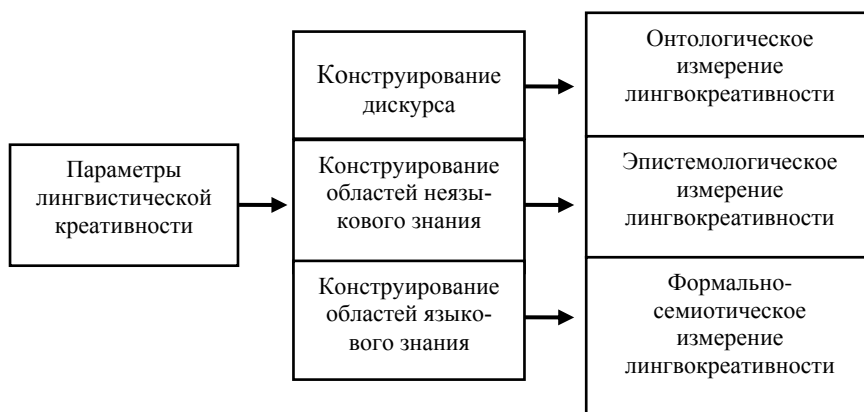 Параметры
лингвистической
креативности
Конструирование
дискурса
Конструирование
областей неязы-
кового знания
Конструирование
областей языко-
вого знания
Онтологическое
измерение
лингвокреативности
Эпистемологическое
измерение
лингвокреативности
Формально-
семиотическое
измерение
лингвокреативности